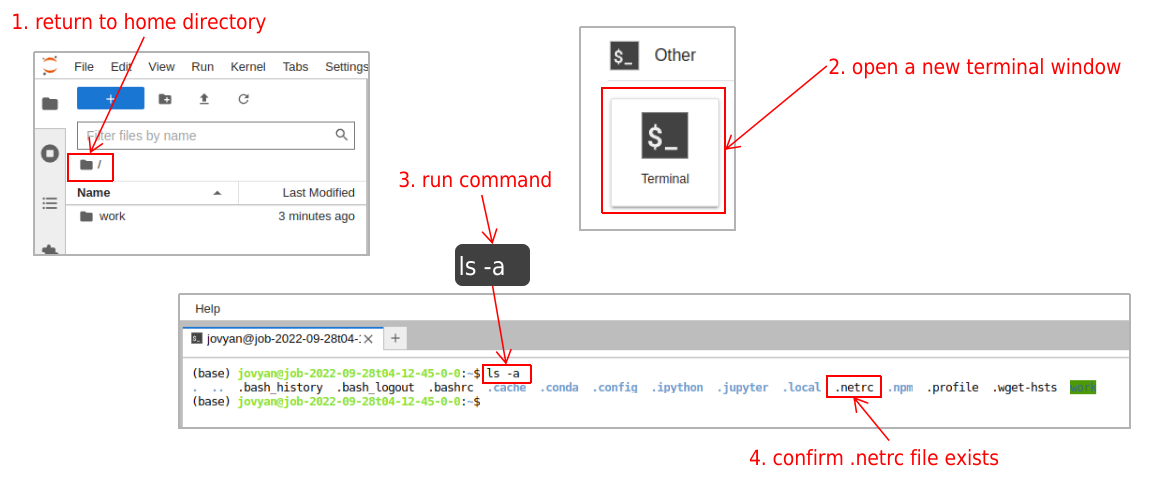 1. return to home directory
File Edit View Run Kernel Tabs Settings
+
Filter files by name
/
Name Last Modified
work 3 minutes ago
$_ Other
$_
Terminal
2. open a new terminal window
3. run command
ls -a
Help
$_ jovyan@job-2022-09-28t04-1 × +
(base) jovyan@job-2022-09-28t04-12-45-0-0:~$ ls -a
. .. .bash_history .bash_logout .bashrc .cache .conda .config .ipython .jupyter .local .netrc .npm .profile .wget-hsts work
(base) jovyan@job-2022-09-28t04-12-45-0-0:~$
4. confirm .netrc file exists